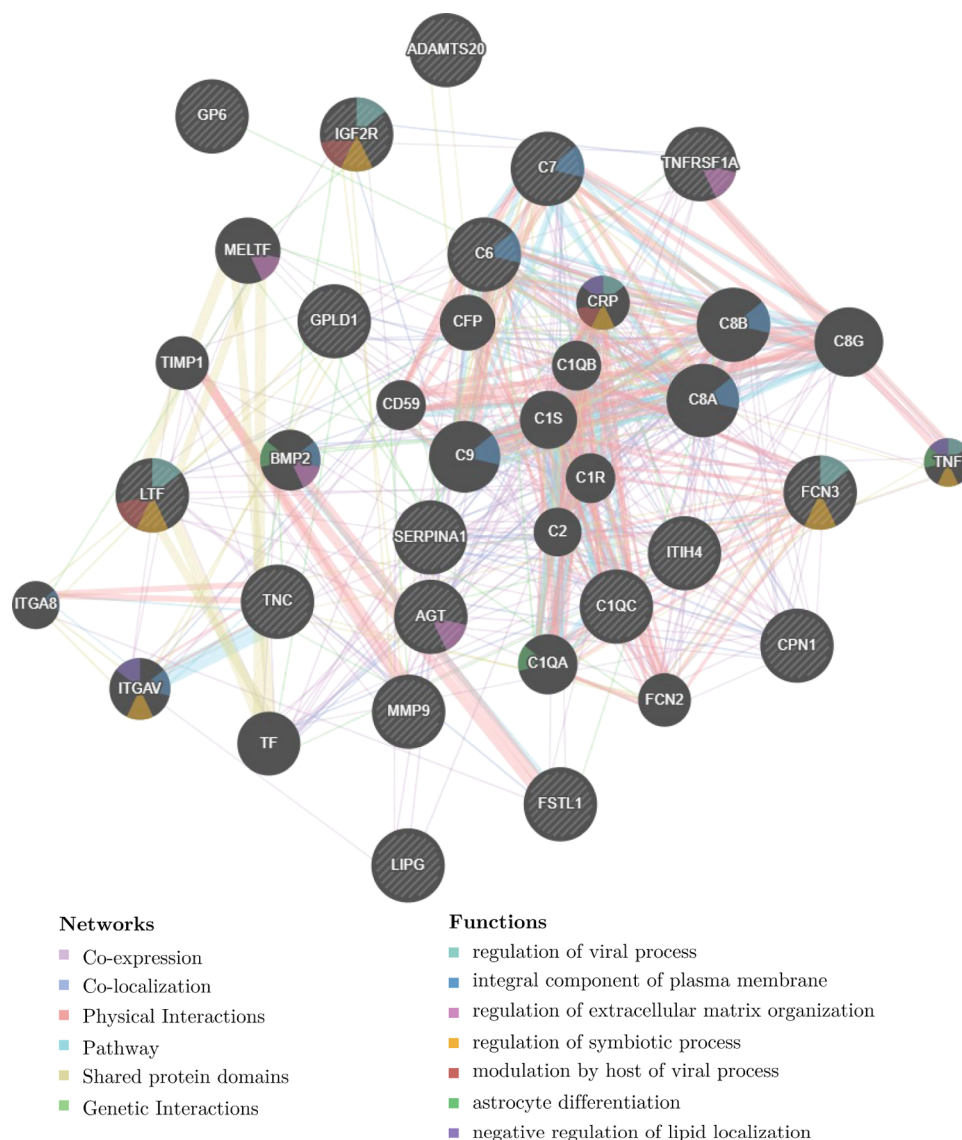 ADAMTS20
GP6
IGF2R
C7
TNFRSF1A
MELTF
C6
CRP
GPLD1
CFP
C8B
C8G
TIMP1
C1QB
CD59
C8A
C1S
BMP2
C9
TNF
C1R
LTF
FCN3
SERPINA1
C2
ITIH4
ITGA8
TNC
AGT
C1QC
CPN1
C1QA
ITGAV
FCN2
MMP9
TF
FSTL1
LIPG
Networks
Co-expression
Co-localization
Physical Interactions
Pathway
Shared protein domains
Genetic Interactions
Functions
regulation of viral process
integral component of plasma membrane
regulation of extracellular matrix organization
regulation of symbiotic process
modulation by host of viral process
astrocyte differentiation
negative regulation of lipid localization